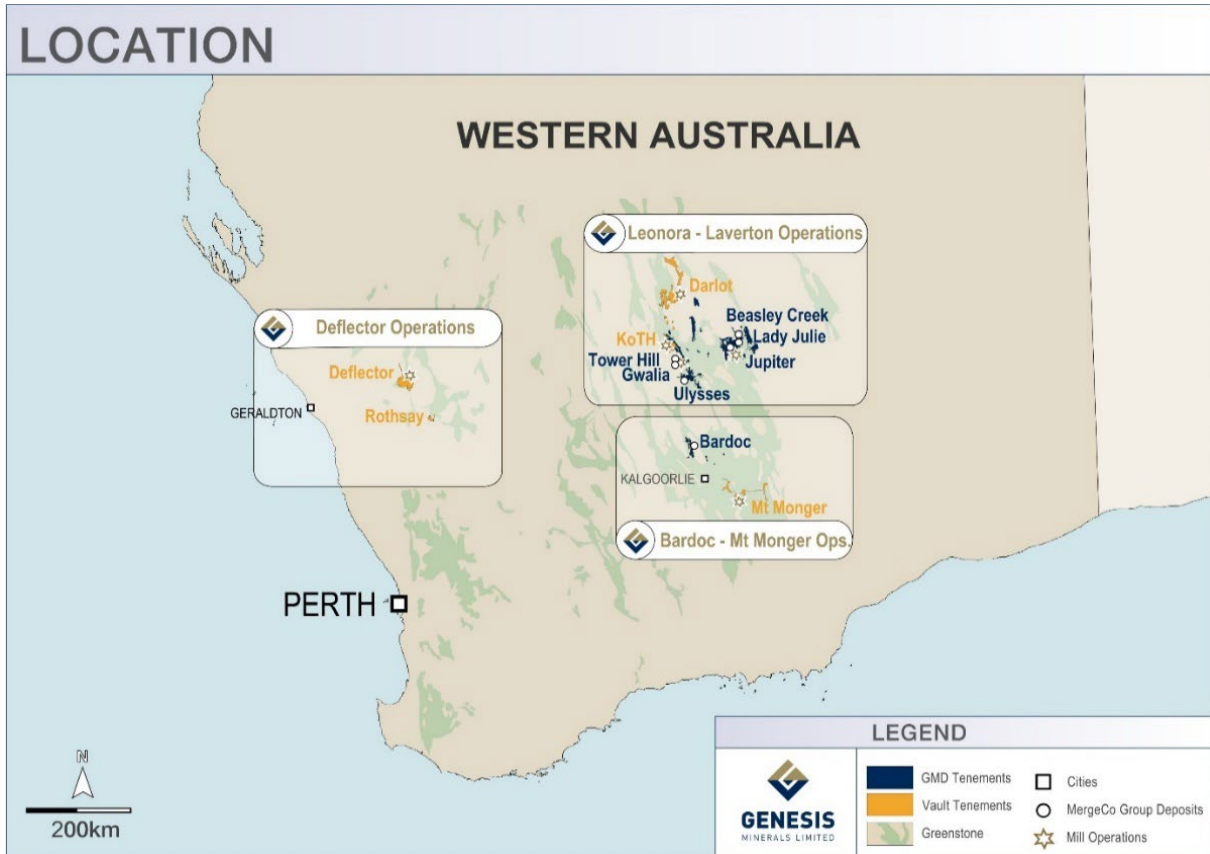 LOCATION
WESTERN AUSTRALIA
Leonora - Laverton Operations
Darlot
Beasley Creek
Lady Julie
KoTH
Jupiter
Tower Hill
Gwalia
Ulysses
Deflector Operations
Deflector
GERALDTON
Rothsay
Bardoc
KALGOORLIE
Mt Monger
Bardoc - Mt Monger Ops.
PERTH
N
200km
LEGEND
GENESIS
MINERALS LIMITED
GMD Tenements
Vault Tenements
Greenstone
Cities
MergeCo Group Deposits
Mill Operations